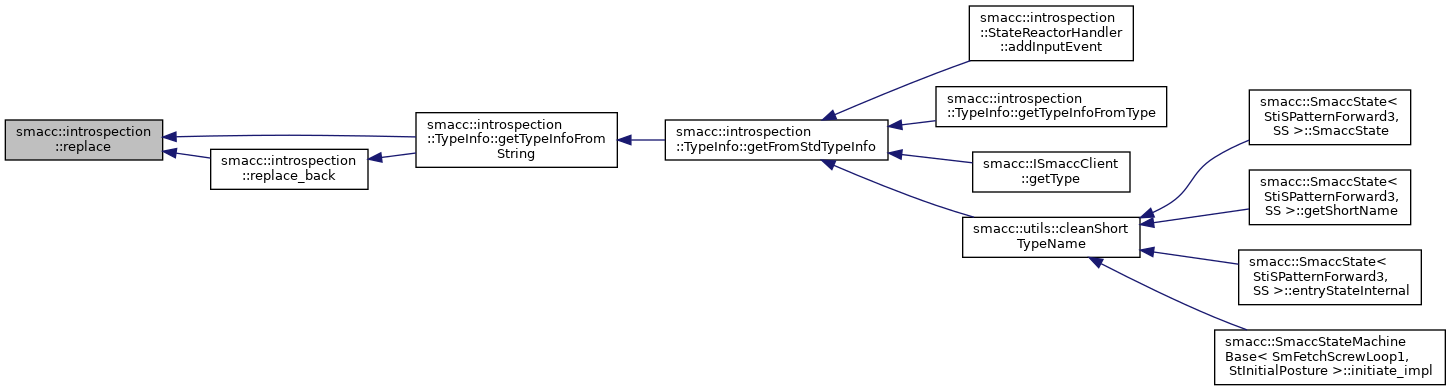 smacc::introspection
::replace
smacc::introspection
::replace_back
smacc::introspection
::TypeInfo::getTypeInfoFrom
String
smacc::introspection
::TypeInfo::getFromStdTypeInfo
smacc::introspection
::StateReactorHandler
::addInputEvent
smacc::introspection
::TypeInfo::getTypeInfoFromType
smacc::ISmaccClient
::getType
smacc::utils::cleanShort
TypeName
smacc::SmaccState<
StiSPatternForward3,
SS >::SmaccState
smacc::SmaccState<
StiSPatternForward3,
SS >::getShortName
smacc::SmaccState<
StiSPatternForward3,
SS >::entryStateInternal
smacc::SmaccStateMachine
Base< SmFetchScrewLoop1,
StInitialPosture >::initiate_impl